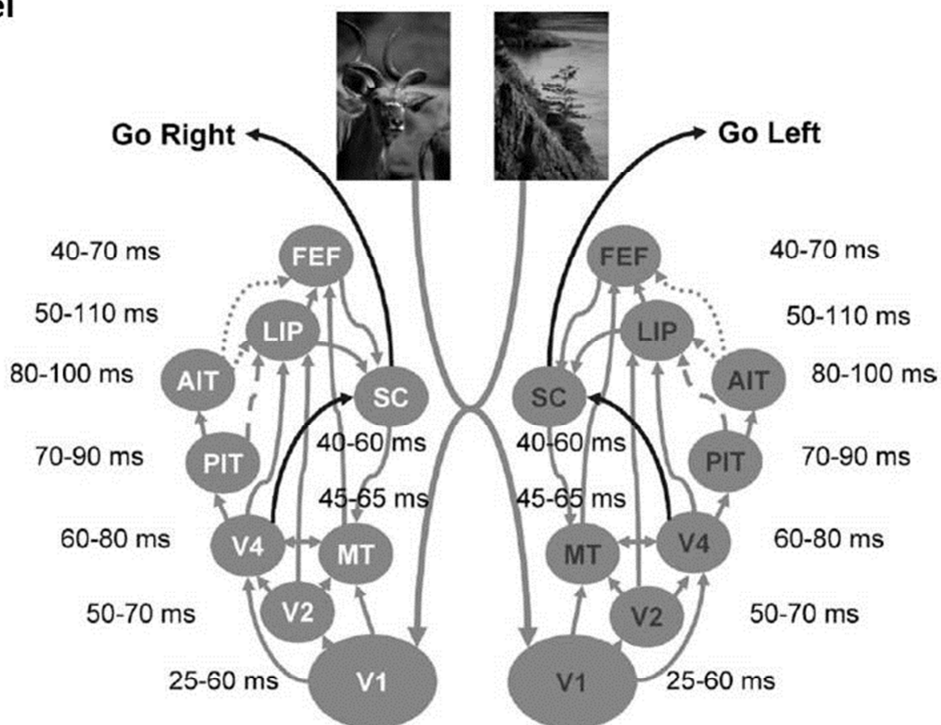 el
Go Right
Go Left
40-70 ms
FEF
FEF
40-70 ms
50-110 ms
LIP
LIP
50-110 ms
80-100 ms
AIT
SC
SC
AIT
80-100 ms
40-60 ms
40-60 ms
70-90 ms
PIT
PIT
70-90 ms
45-65 ms
45-65 ms
60-80 ms
V4
MT
MT
V4
60-80 ms
50-70 ms
V2
V2
50-70 ms
25-60 ms
V1
V1
25-60 ms